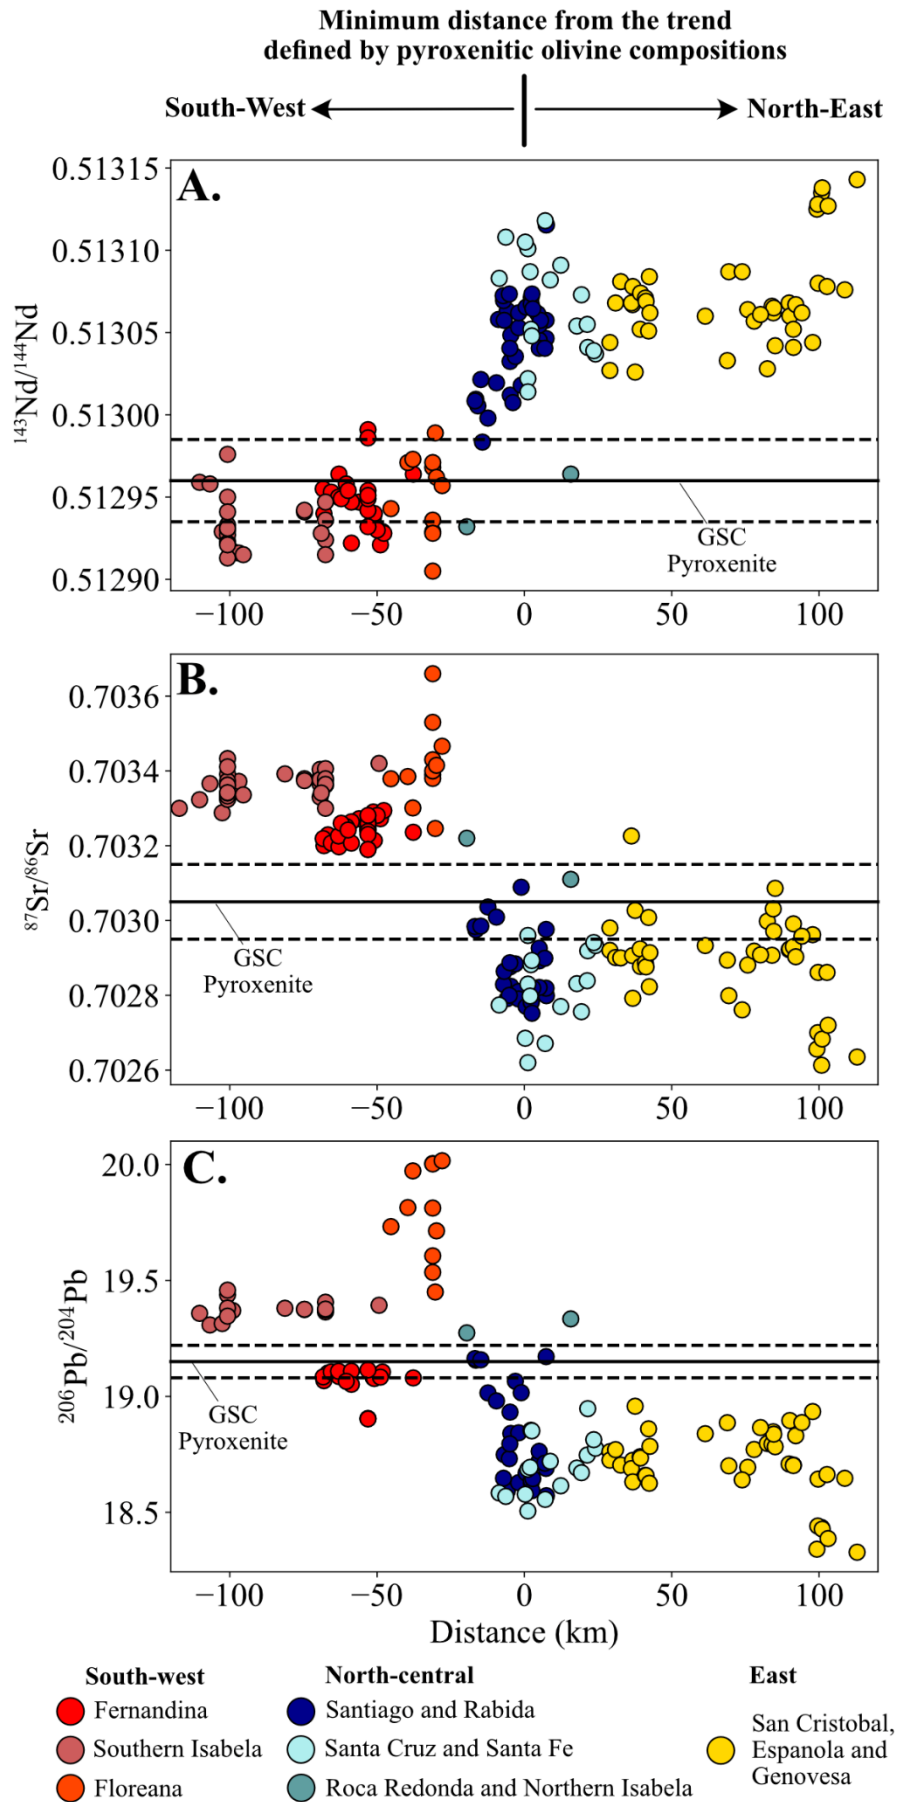 Minimum distance from the trend
defined by pyroxenitic olivine compositions
South-West
North-East
A.
0.51315
0.51310
0.51305
0.51300
0.51295
0.51290
¹⁴³Nd/¹⁴⁴Nd
GSC
Pyroxenite
−100
−50
0
50
100
B.
0.7036
0.7034
0.7032
0.7030
0.7028
0.7026
⁸⁷Sr/⁸⁶Sr
GSC
Pyroxenite
−100
−50
0
50
100
C.
20.0
19.5
19.0
18.5
²⁰⁶Pb/²⁰⁴Pb
GSC
Pyroxenite
−100
−50
0
50
100
Distance (km)
South-west
Fernandina
Southern Isabela
Floreana
North-central
Santiago and Rabida
Santa Cruz and Santa Fe
Roca Redonda and Northern Isabela
East
San Cristobal,
Espanola and
Genovesa